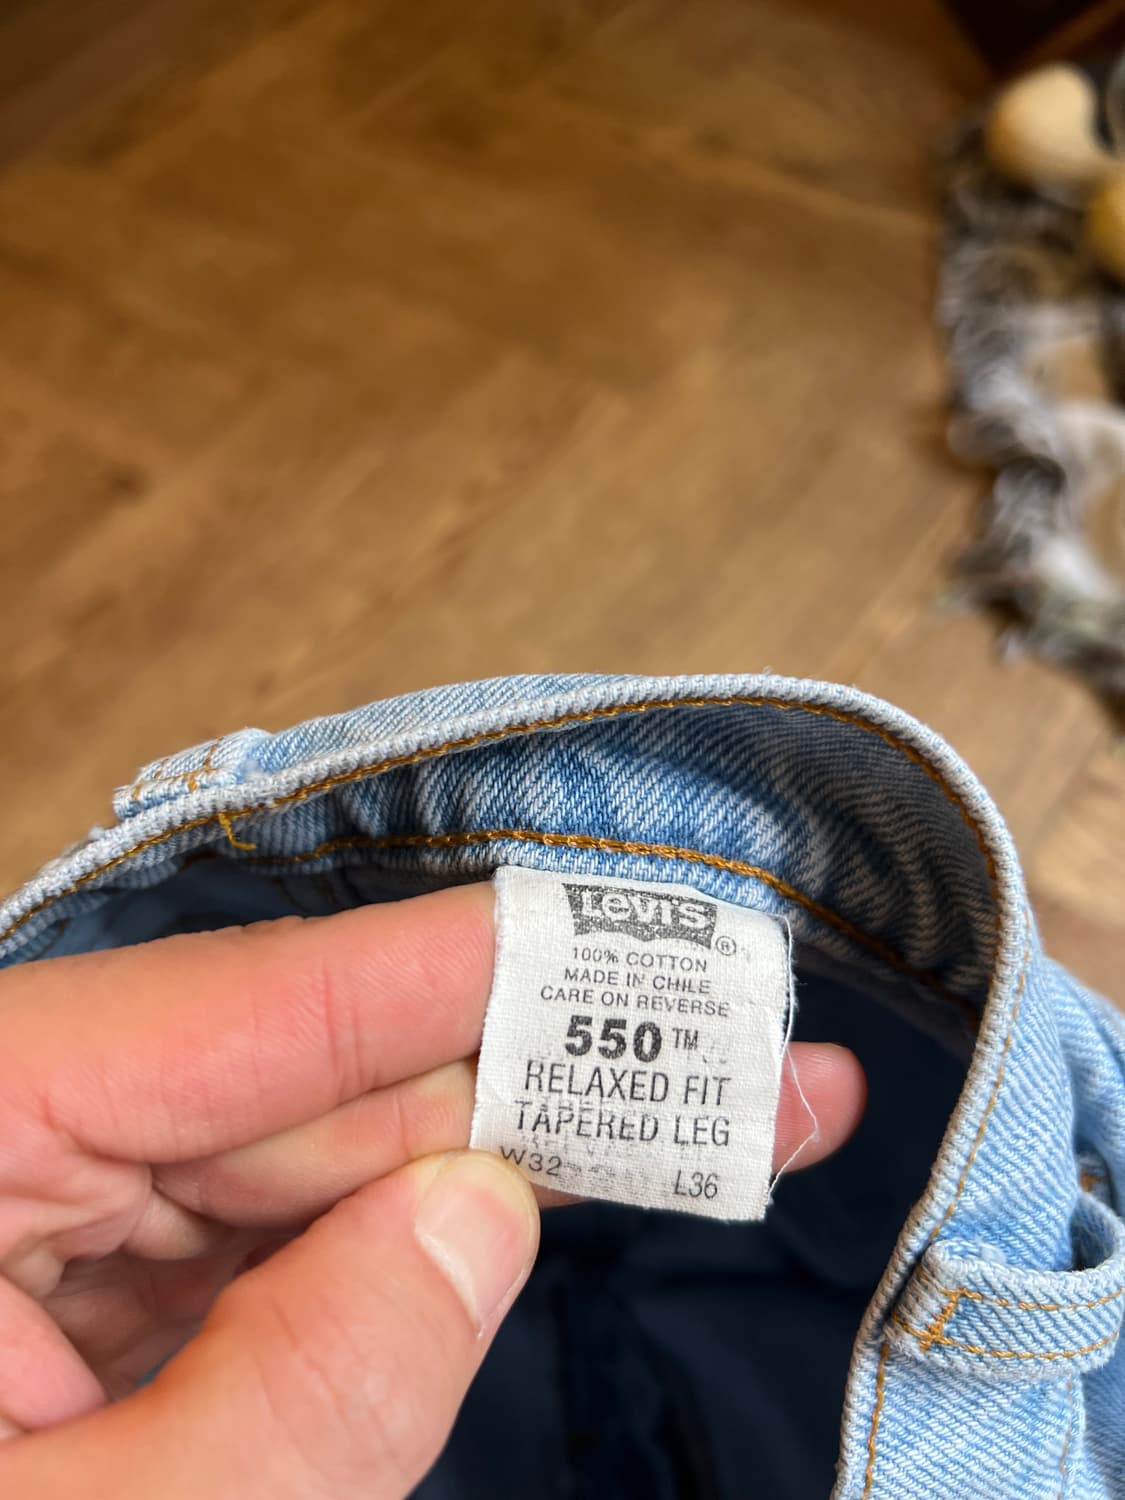 Levi's ®
100% COTTON
MADE IN CHILE
CARE ON REVERSE
550™
RELAXED FIT
TAPERED LEG
W32 L36